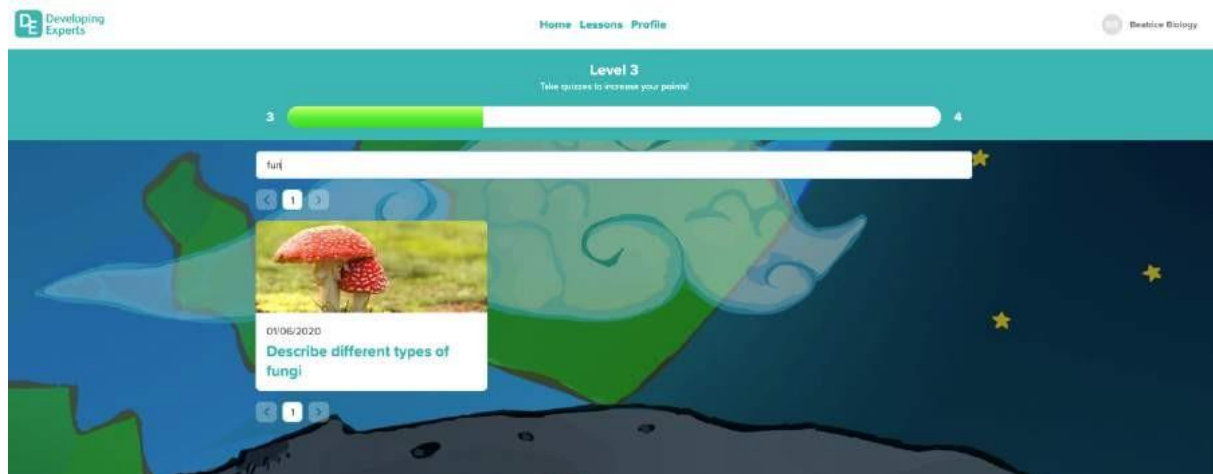 Developing
Experts
Home Lessons Profile
Beatrice Biology
Level 3
Take quizzes to increase your points!
3
4
fun
< 1 >
01/06/2020
Describe different types of
fungi
< 1 >